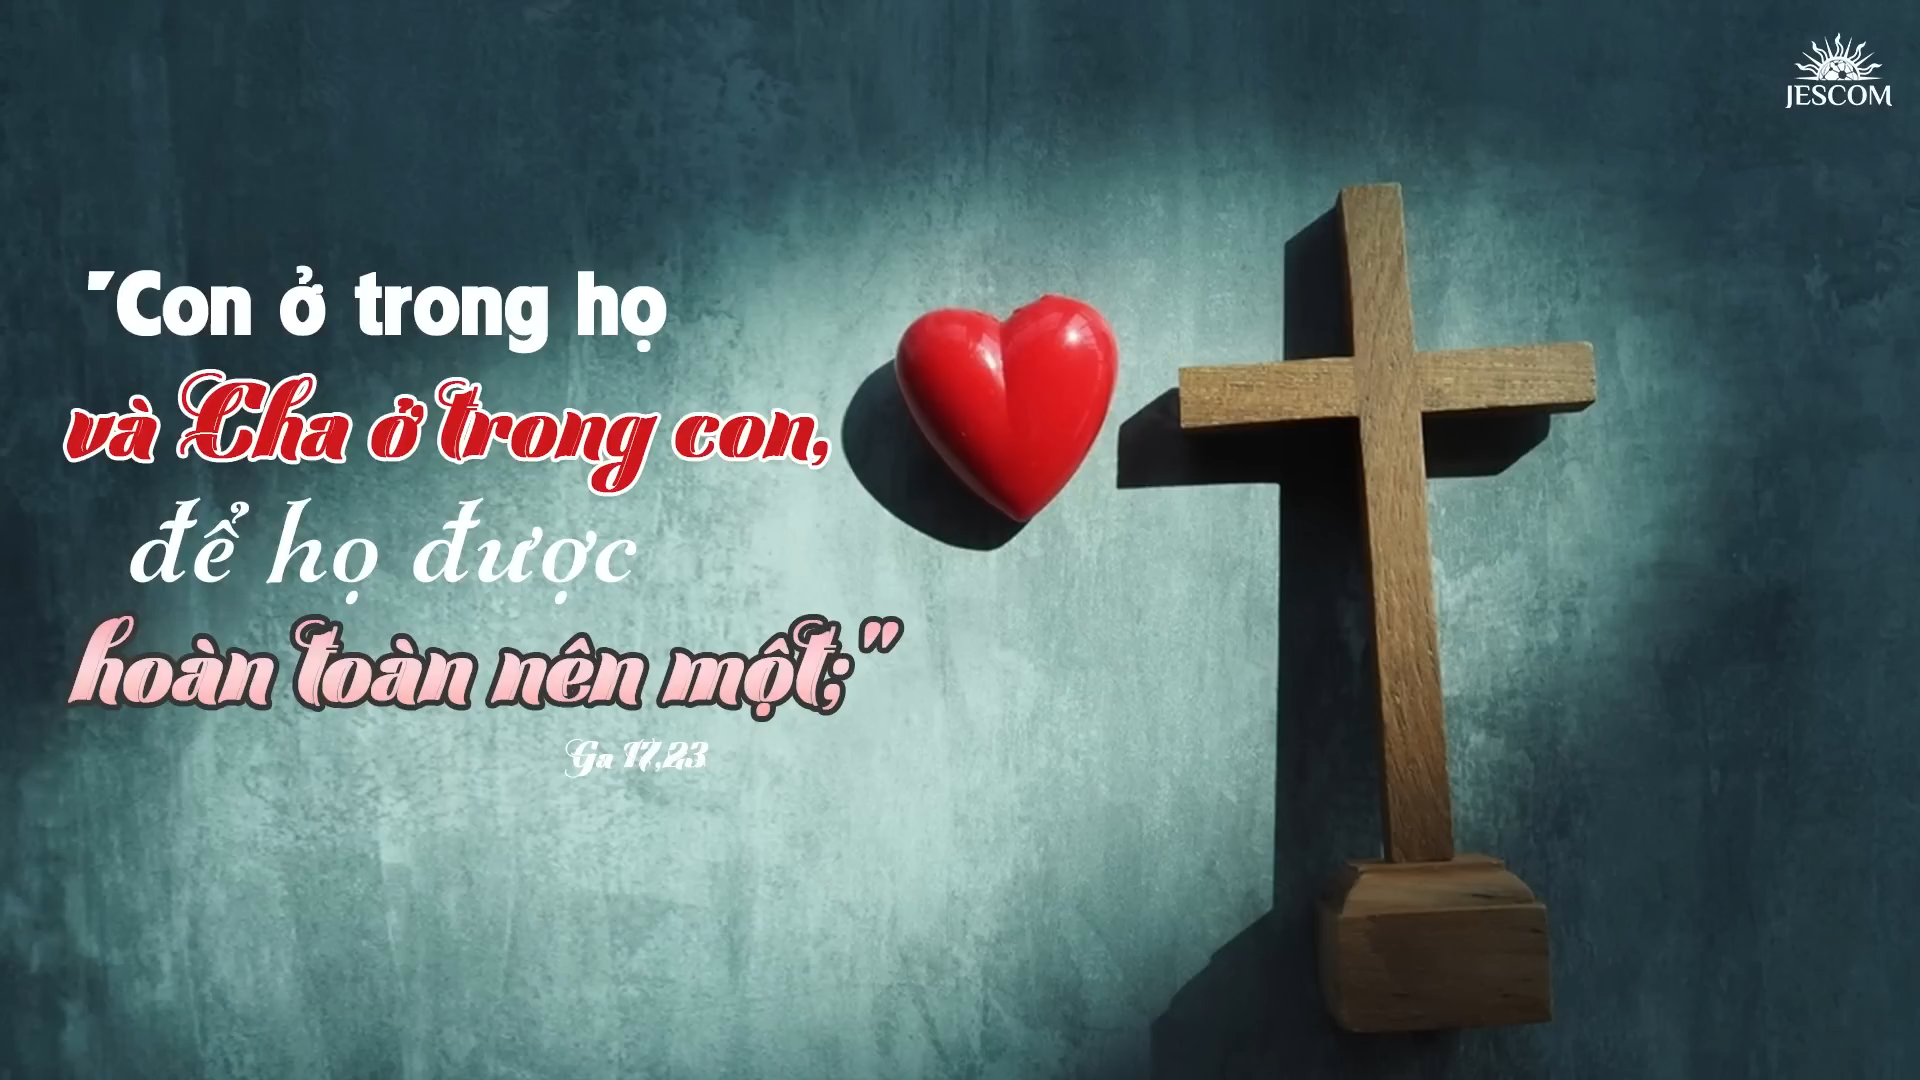 JESCOM
"Con ở trong họ
và Cha ở trong con,
để họ được
hoàn toàn nên một;"
Ga 17,23